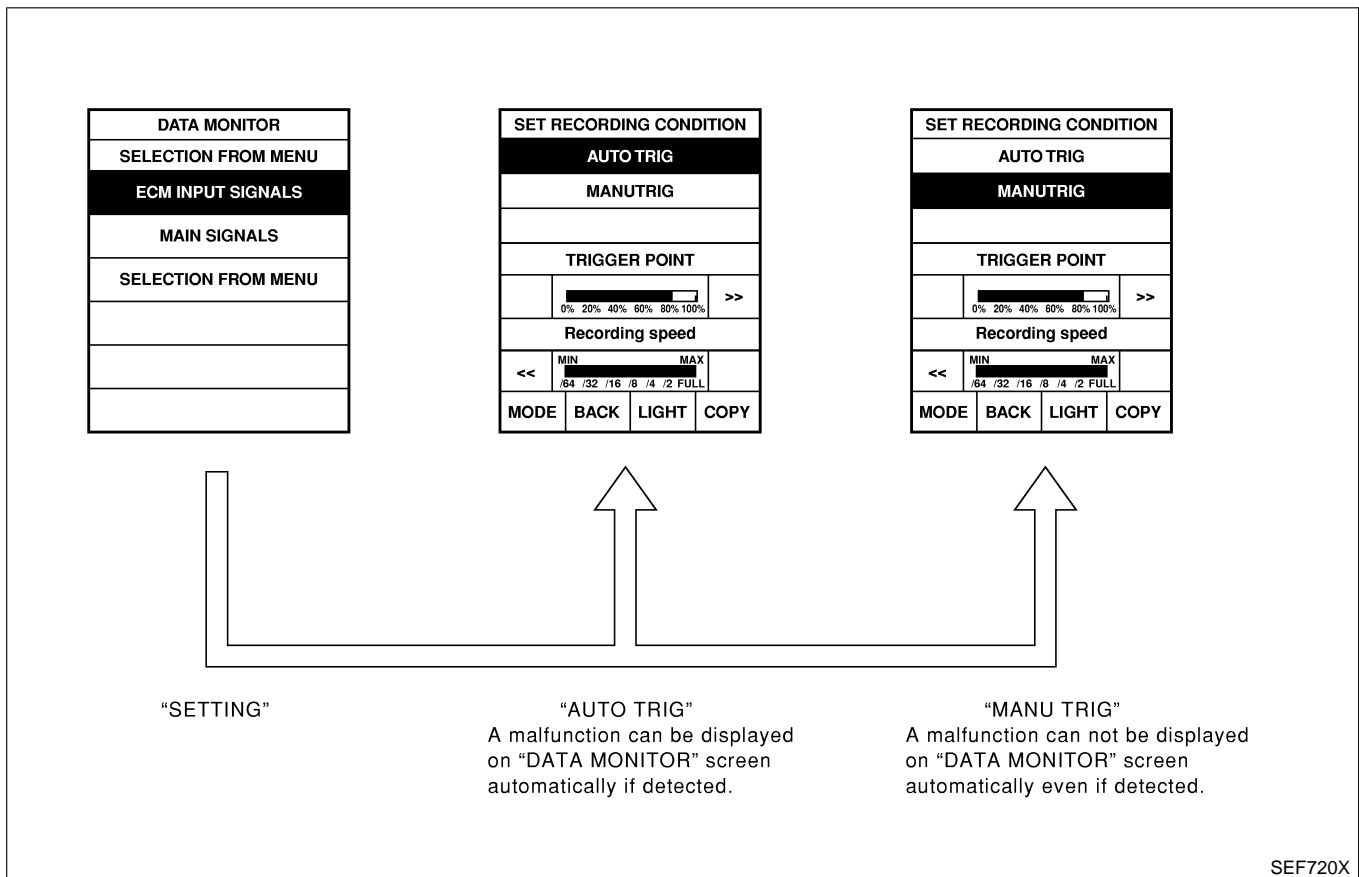 DATA MONITOR
SELECTION FROM MENU
ECM INPUT SIGNALS
MAIN SIGNALS
SELECTION FROM MENU
SET RECORDING CONDITION
AUTO TRIG
MANUTRIG
TRIGGER POINT
>>
0% 20% 40% 60% 80% 100%
Recording speed
MIN MAX
<<
/64 /32 /16 /8 /4 /2 FULL
MODE BACK LIGHT COPY
SET RECORDING CONDITION
AUTO TRIG
MANUTRIG
TRIGGER POINT
>>
0% 20% 40% 60% 80% 100%
Recording speed
MIN MAX
<<
/64 /32 /16 /8 /4 /2 FULL
MODE BACK LIGHT COPY
“SETTING”
“AUTO TRIG”
A malfunction can be displayed
on “DATA MONITOR” screen
automatically if detected.
“MANU TRIG”
A malfunction can not be displayed
on “DATA MONITOR” screen
automatically even if detected.
SEF720X